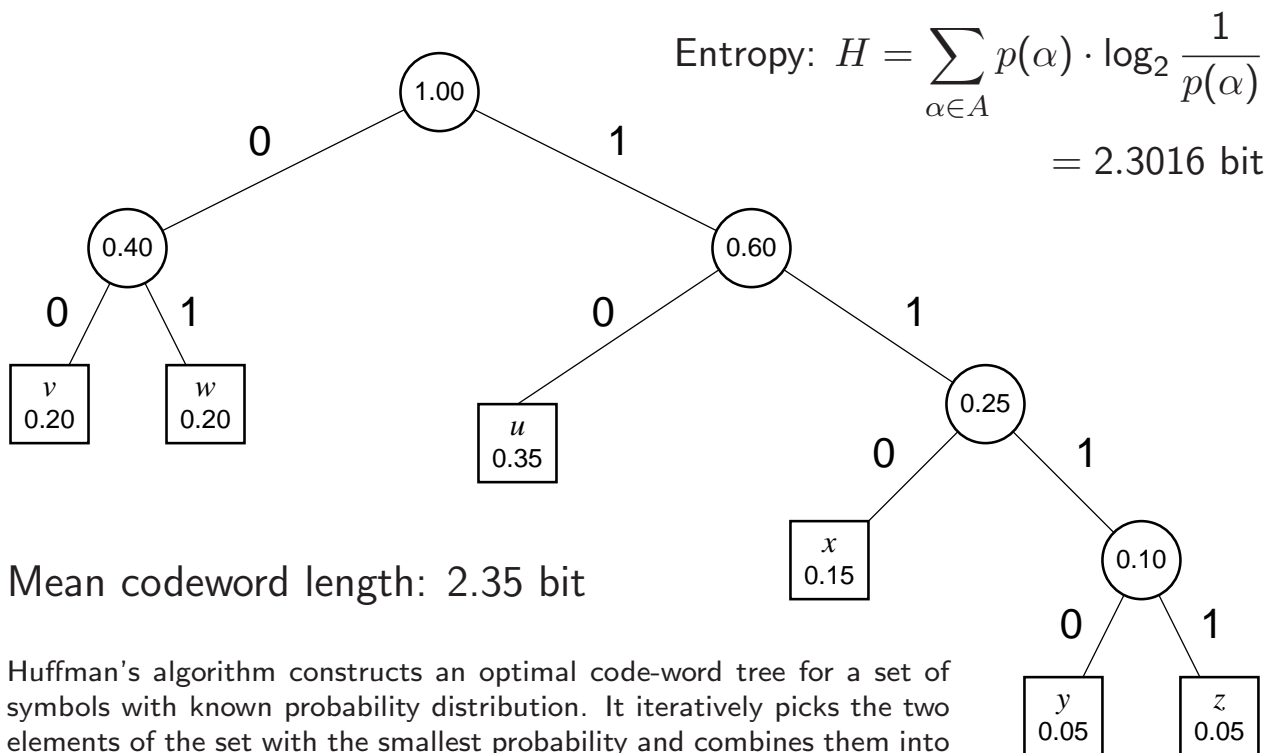 Entropy: H = ∑_{α∈A} p(α) · log₂ 1/p(α)
= 2.3016 bit
1.00
0 1
0.40 0.60
0 1 0 1
v
0.20
w
0.20
u
0.35
0.25
0 1
x
0.15
0.10
0 1
y
0.05
z
0.05
Mean codeword length: 2.35 bit
Huffman's algorithm constructs an optimal code-word tree for a set of
symbols with known probability distribution. It iteratively picks the two
elements of the set with the smallest probability and combines them into